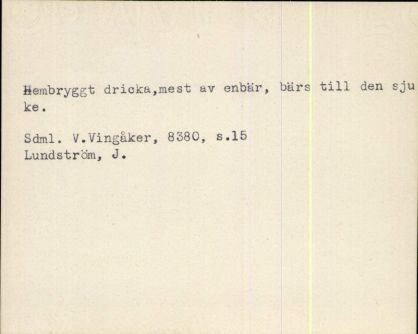 Hembryggt dricka,mest av enbär, bärs till den sju
ke.
Sdml. V.Vingåker, 8380, s.15
Lundström, J.